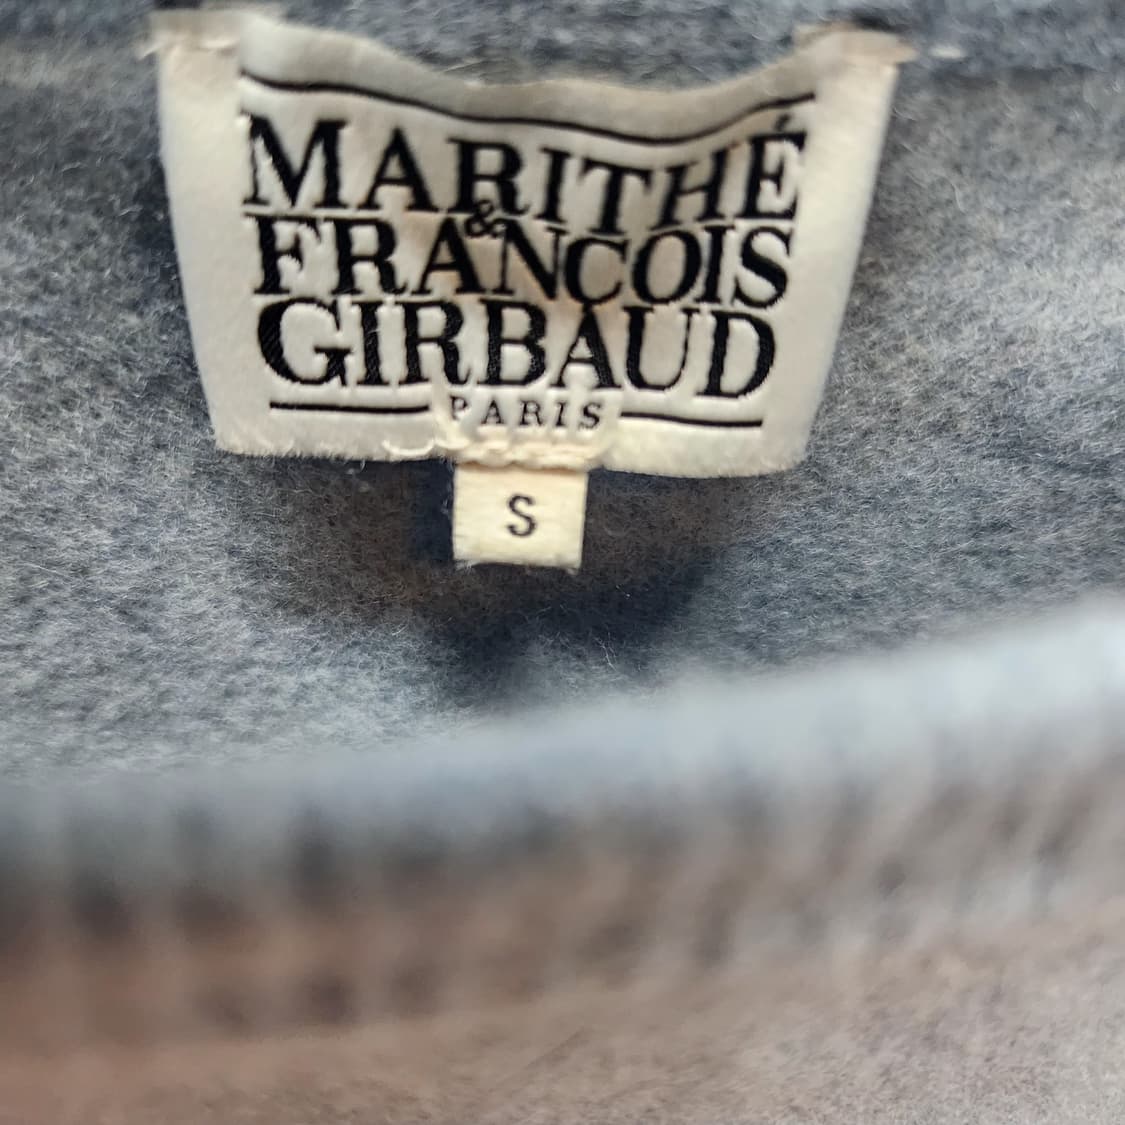 MARITHÉ
&
FRANCOIS
GIRBAUD
PARIS
S